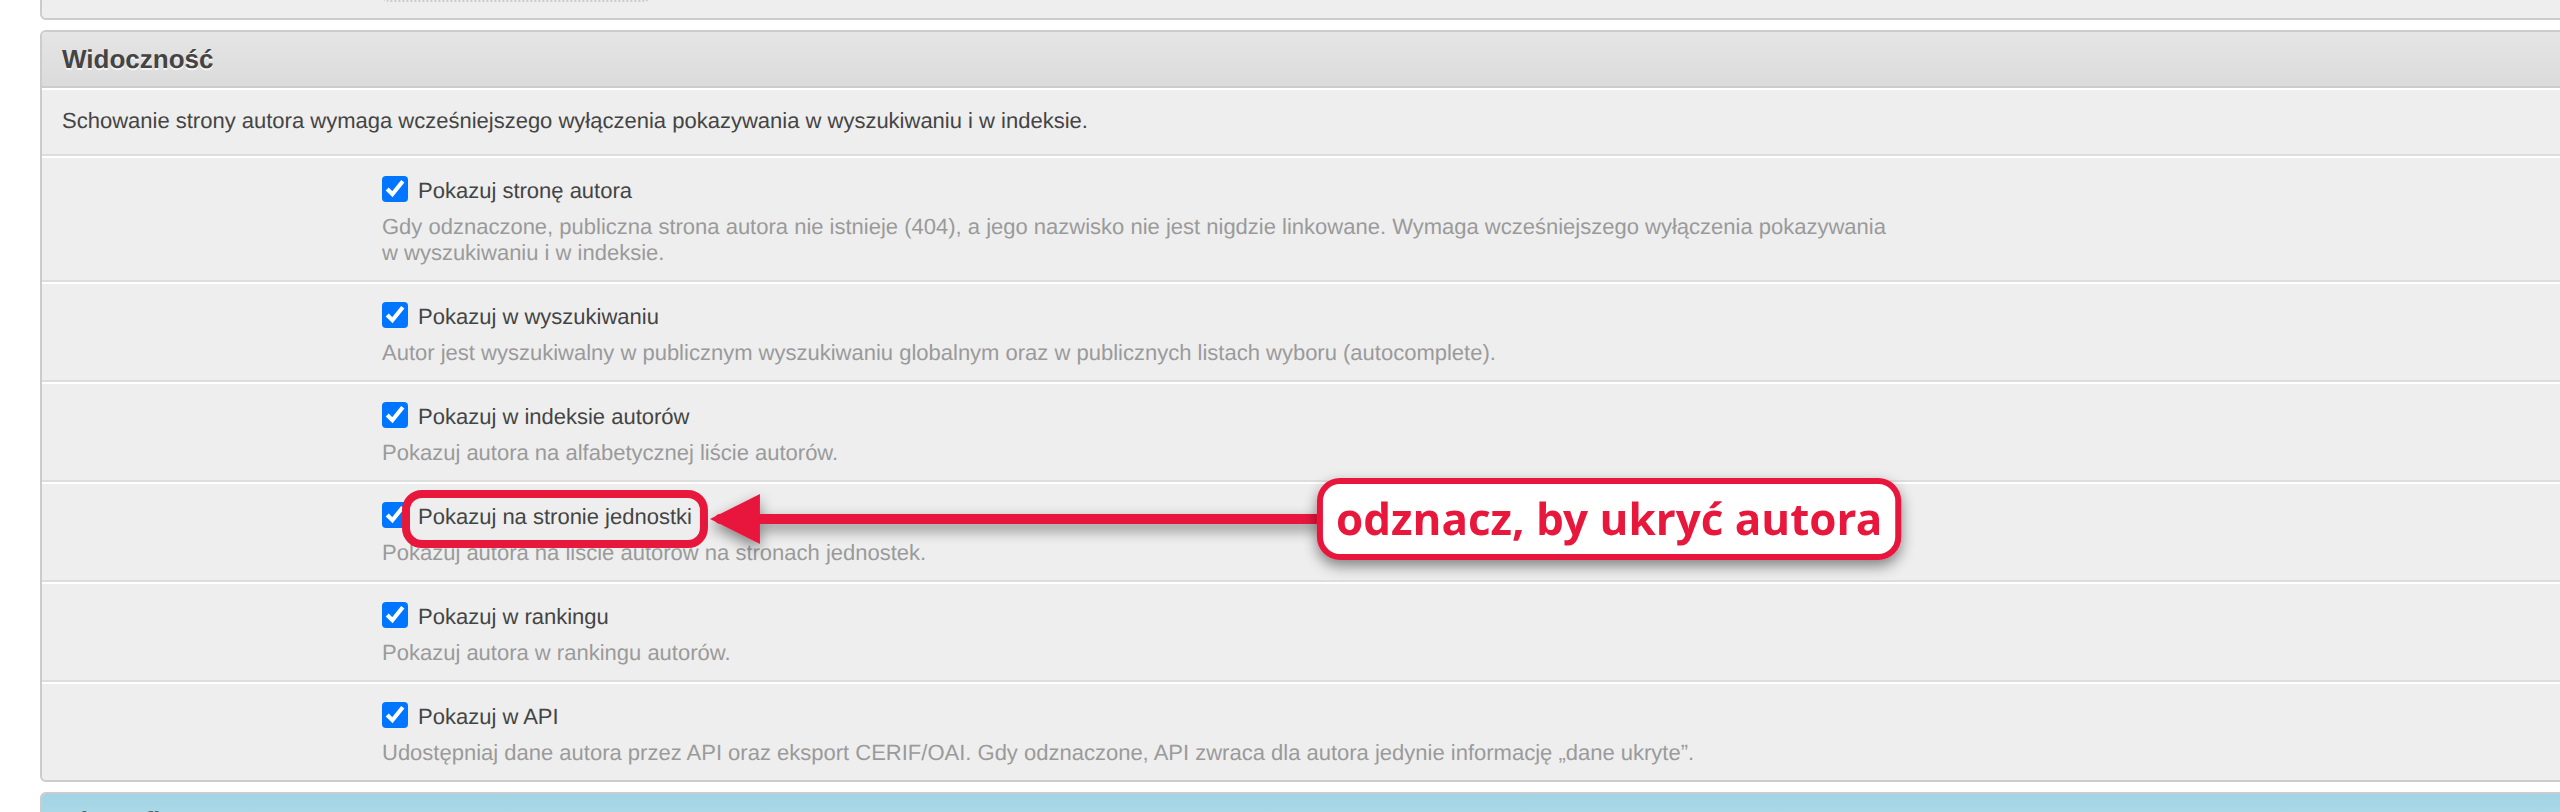 Widoczność
Schowanie strony autora wymaga wcześniejszego wyłączenia pokazywania w wyszukiwaniu i w indeksie.
Pokazuj stronę autora
Gdy odznaczone, publiczna strona autora nie istnieje (404), a jego nazwisko nie jest nigdzie linkowane. Wymaga wcześniejszego wyłączenia pokazywania
w wyszukiwaniu i w indeksie.
Pokazuj w wyszukiwaniu
Autor jest wyszukiwalny w publicznym wyszukiwaniu globalnym oraz w publicznych listach wyboru (autocomplete).
Pokazuj w indeksie autorów
Pokazuj autora na alfabetycznej liście autorów.
Pokazuj na stronie jednostki
odznacz, by ukryć autora
Pokazuj autora na liście autorów na stronach jednostek.
Pokazuj w rankingu
Pokazuj autora w rankingu autorów.
Pokazuj w API
Udostępniaj dane autora przez API oraz eksport CERIF/OAI. Gdy odznaczone, API zwraca dla autora jedynie informację „dane ukryte”.